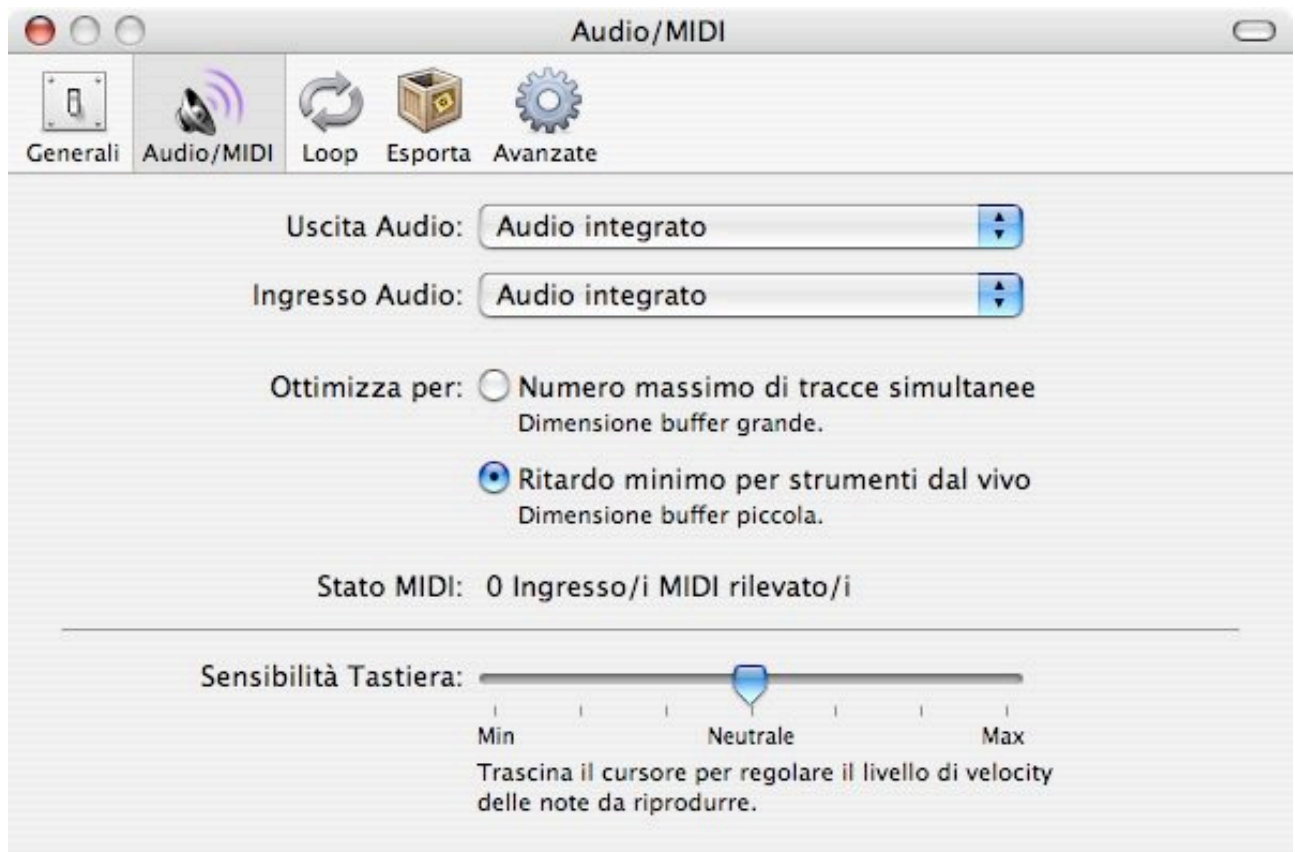 Audio/MIDI
Generali Audio/MIDI Loop Esporta Avanzate
Uscita Audio: Audio integrato
Ingresso Audio: Audio integrato
Ottimizza per: Numero massimo di tracce simultanee
Dimensione buffer grande.
Ritardo minimo per strumenti dal vivo
Dimensione buffer piccola.
Stato MIDI: 0 Ingresso/i MIDI rilevato/i
Sensibilità Tastiera:
Min Neutrale Max
Trascina il cursore per regolare il livello di velocity
delle note da riprodurre.